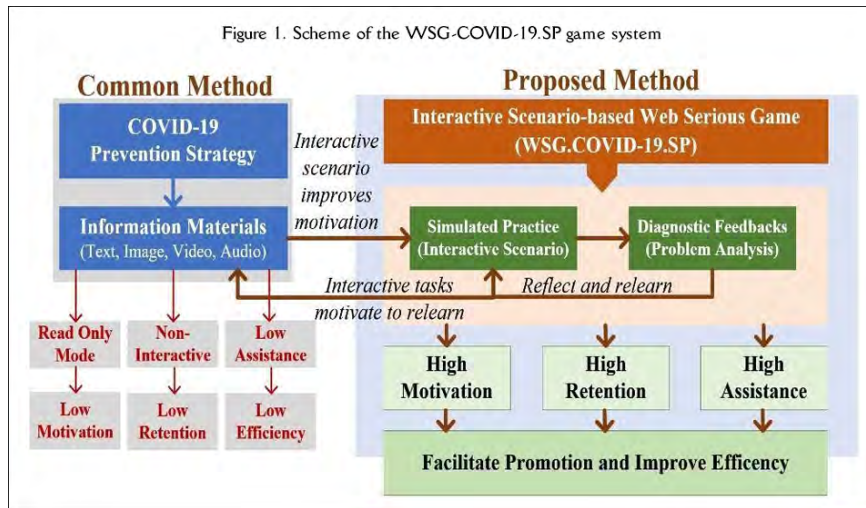 Figure 1. Scheme of the WSG-COVID-19.SP game system
Common Method
COVID-19
Prevention Strategy
Information Materials
(Text, Image, Video, Audio)
Read Only
Mode
Non-
Interactive
Low
Assistance
Low
Motivation
Low
Retention
Low
Efficiency
Interactive
scenario
improves
motivation
Interactive tasks
motivate to relearn
Proposed Method
Interactive Scenario-based Web Serious Game
(WSG.COVID-19.SP)
Simulated Practice
(Interactive Scenario)
Diagnostic Feedbacks
(Problem Analysis)
Reflect and relearn
High
Motivation
High
Retention
High
Assistance
Facilitate Promotion and Improve Efficency